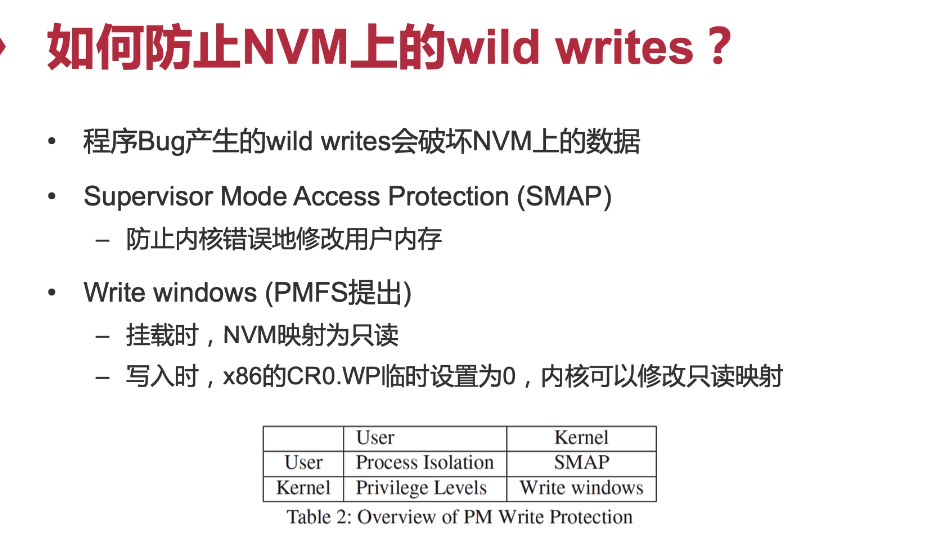 如何防止NVM上的wild writes？
• 程序Bug产生的wild writes会破坏NVM上的数据
• Supervisor Mode Access Protection (SMAP)
– 防止内核错误地修改用户内存
• Write windows (PMFS提出)
– 挂载时，NVM映射为只读
– 写入时，x86的CR0.WP临时设置为0，内核可以修改只读映射
User Kernel
User Process Isolation SMAP
Kernel Privilege Levels Write windows
Table 2: Overview of PM Write Protection